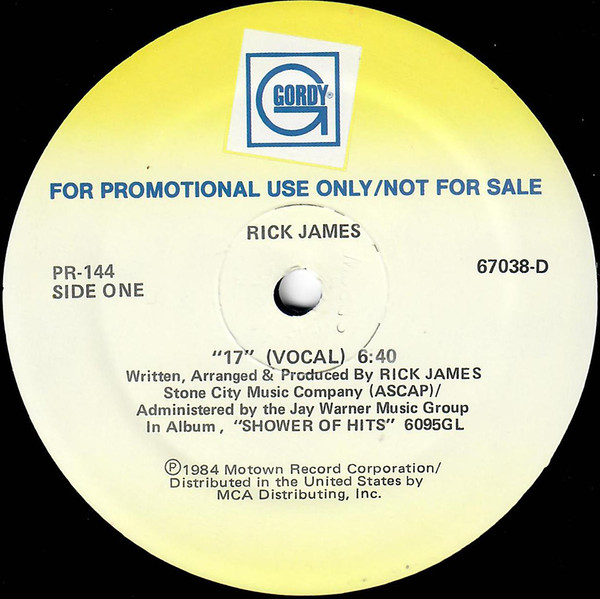 GORDY®
FOR PROMOTIONAL USE ONLY/NOT FOR SALE
RICK JAMES
PR-144
SIDE ONE
67038-D
"17" (VOCAL) 6:40
Written, Arranged & Produced By RICK JAMES
Stone City Music Company (ASCAP)/
Administered by the Jay Warner Music Group
In Album, "SHOWER OF HITS" 6095GL
Ⓟ1984 Motown Record Corporation/
Distributed in the United States by
MCA Distributing, Inc.